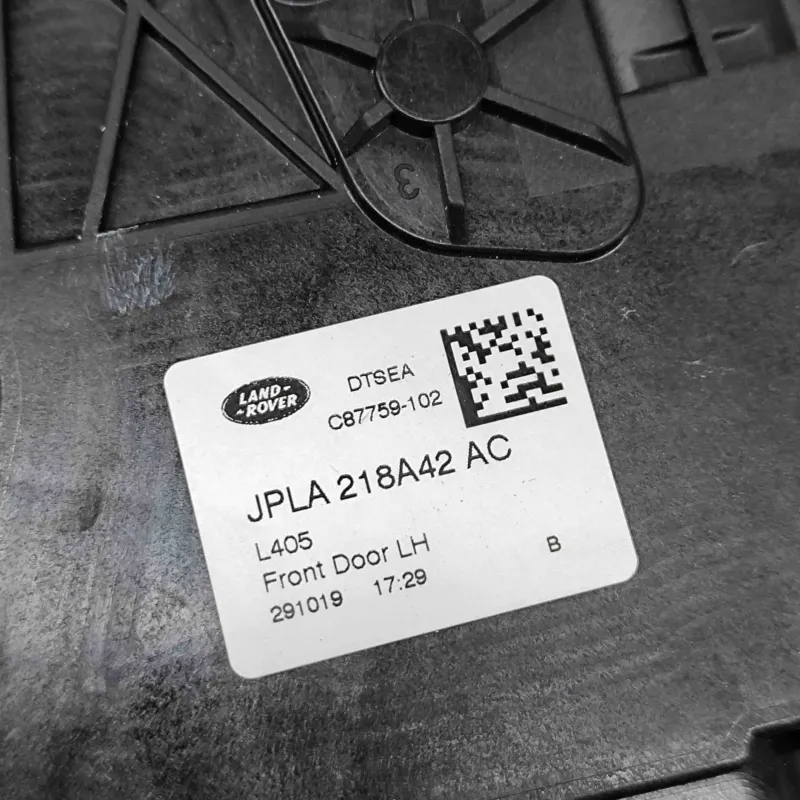 3
LAND-
-ROVER
DTSEA
C87759-102
JPLA 218A42 AC
L405
Front Door LH
B
291019 17:29